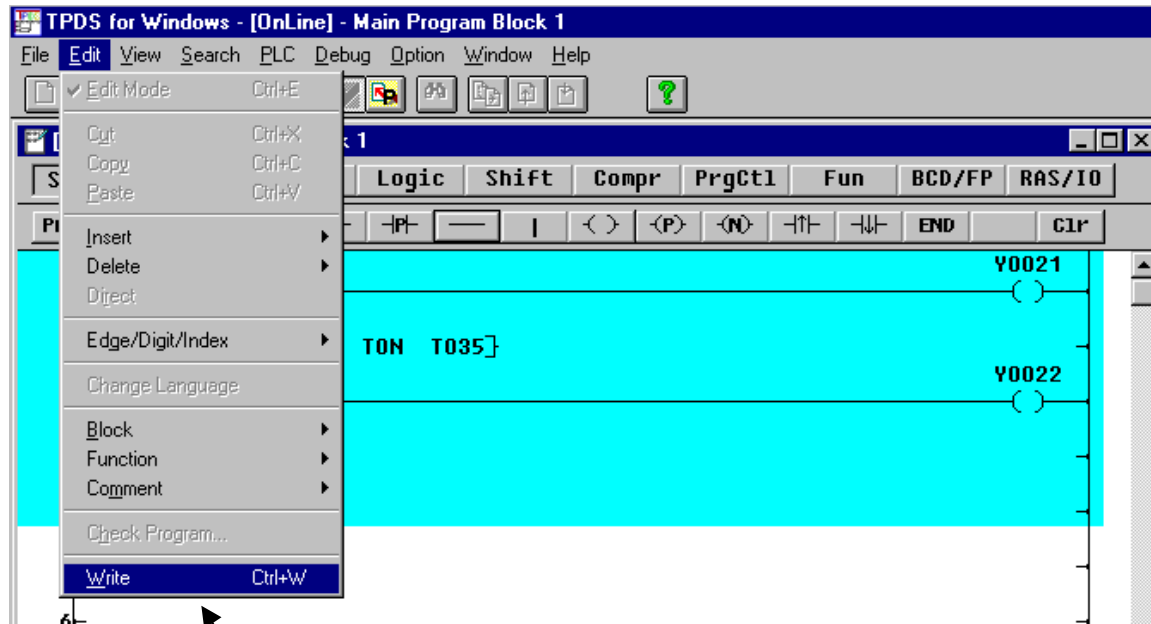 TPDS for Windows - [OnLine] - Main Program Block 1
File Edit View Search PLC Debug Option Window Help
Edit Mode Ctrl+E
Cut Ctrl+X
Copy Ctrl+C
Paste Ctrl+V
Insert
Delete
Direct
Edge/Digit/Index
Change Language
Block
Function
Comment
Check Program...
Write Ctrl+W
k 1
Logic Shift Compr PrgCtl Fun BCD/FP RAS/IO
P (P) (N) END Clr
Y0021
TON T035]
Y0022
6